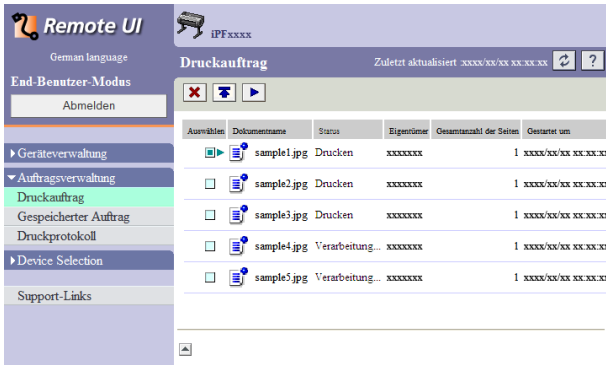 Remote UI
iPFxxxx
German language
End-Benutzer-Modus
Abmelden
Druckauftrag
Zuletzt aktualisiert :xxxx/xx/xx xx:xx:xx
?
Geräteverwaltung
Auftragsverwaltung
Druckauftrag
Gespeicherter Auftrag
Druckprotokoll
Device Selection
Support-Links
Auswählen Dokumentname Status Eigentümer Gesamtanzahl der Seiten Gestartet um
sample1.jpg Drucken xxxxxxx 1 xxxx/xx/xx xx:xx:xx
sample2.jpg Drucken xxxxxxx 1 xxxx/xx/xx xx:xx:xx
sample3.jpg Drucken xxxxxxx 1 xxxx/xx/xx xx:xx:xx
sample4.jpg Verarbeitung... xxxxxxx 1 xxxx/xx/xx xx:xx:xx
sample5.jpg Verarbeitung... xxxxxxx 1 xxxx/xx/xx xx:xx:xx